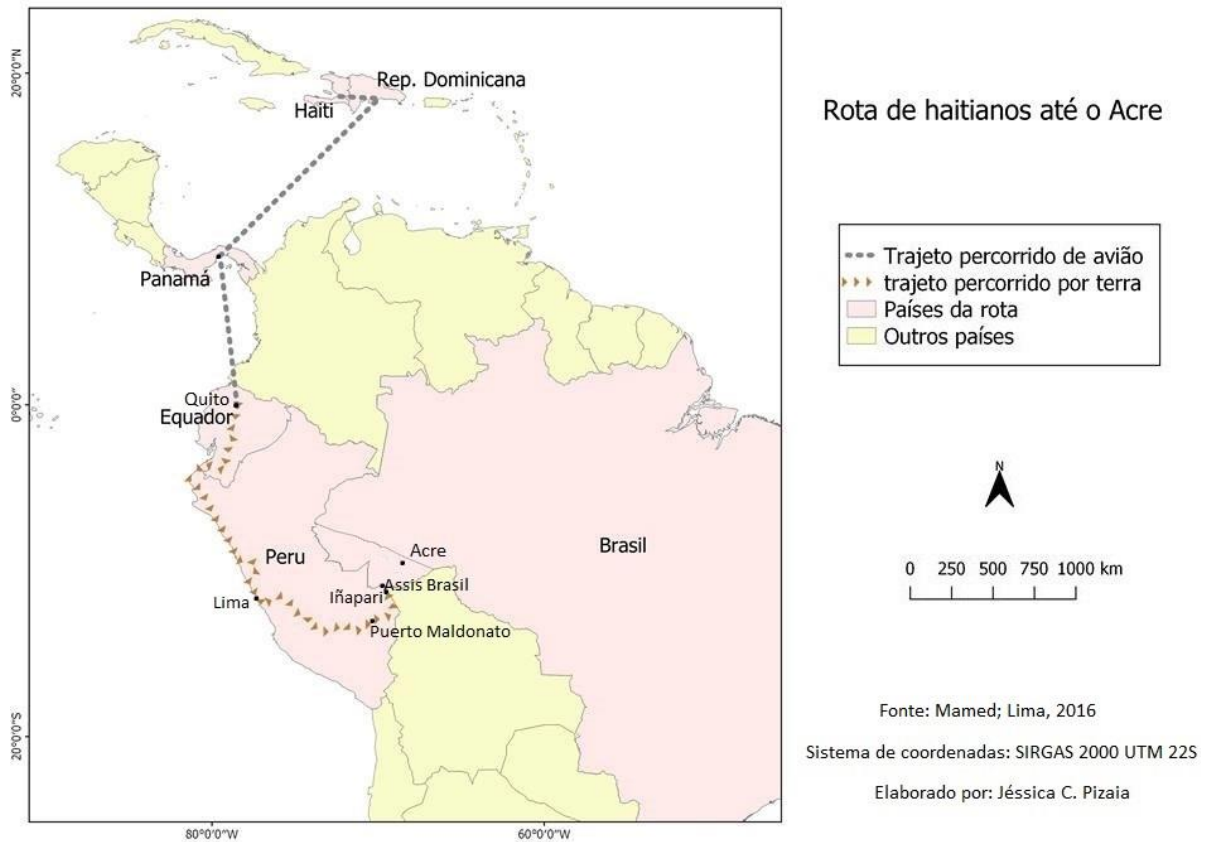 20°0'0"N
Rep. Dominicana
Haiti
Rota de haitianos até o Acre
Panamá
Trajeto percorrido de avião
trajeto percorrido por terra
Países da rota
Outros países
0°0'0"
Quito
Equador
N
Peru
Acre
Brasil
0 250 500 750 1000 km
Assis Brasil
Iñapari
Lima
Puerto Maldonato
20°0'0"S
Fonte: Mamed; Lima, 2016
Sistema de coordenadas: SIRGAS 2000 UTM 22S
Elaborado por: Jéssica C. Pizaia
80°0'0"W
60°0'0"W